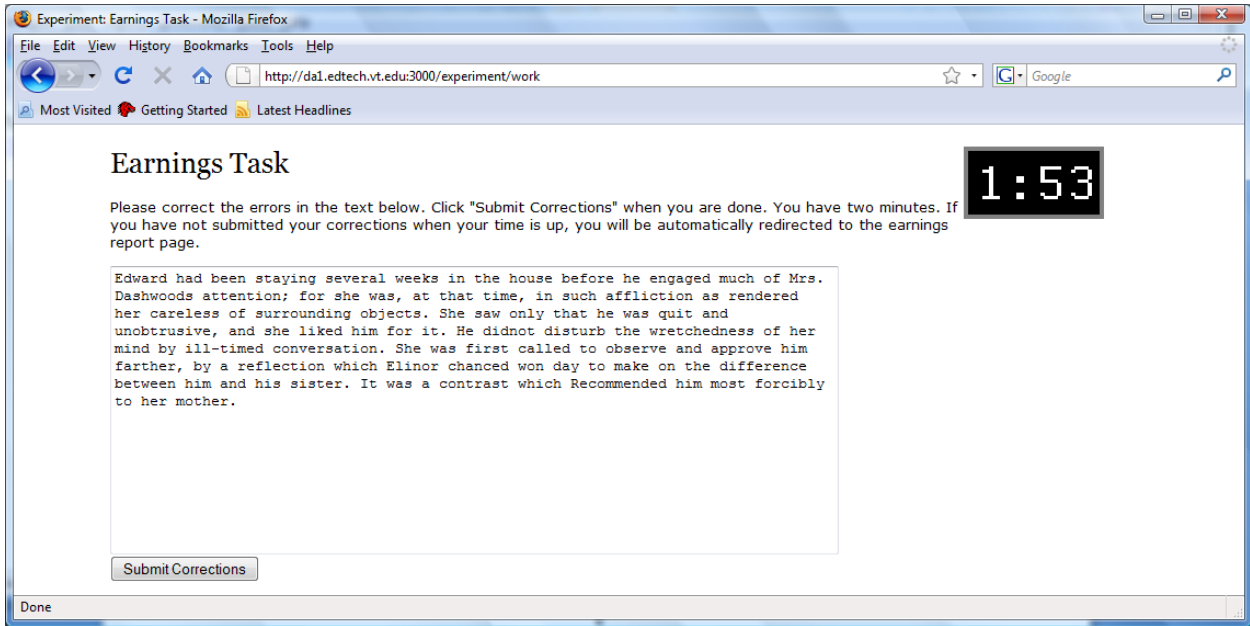 Experiment: Earnings Task - Mozilla Firefox
File Edit View History Bookmarks Tools Help
http://da1.edtech.vt.edu:3000/experiment/work
G Google
Most Visited Getting Started Latest Headlines
Earnings Task
1:53
Please correct the errors in the text below. Click "Submit Corrections" when you are done. You have two minutes. If
you have not submitted your corrections when your time is up, you will be automatically redirected to the earnings
report page.
Edward had been staying several weeks in the house before he engaged much of Mrs.
Dashwoods attention; for she was, at that time, in such affliction as rendered
her careless of surrounding objects. She saw only that he was quit and
unobtrusive, and she liked him for it. He didnot disturb the wretchedness of her
mind by ill-timed conversation. She was first called to observe and approve him
farther, by a reflection which Elinor chanced won day to make on the difference
between him and his sister. It was a contrast which Recommended him most forcibly
to her mother.
Submit Corrections
Done